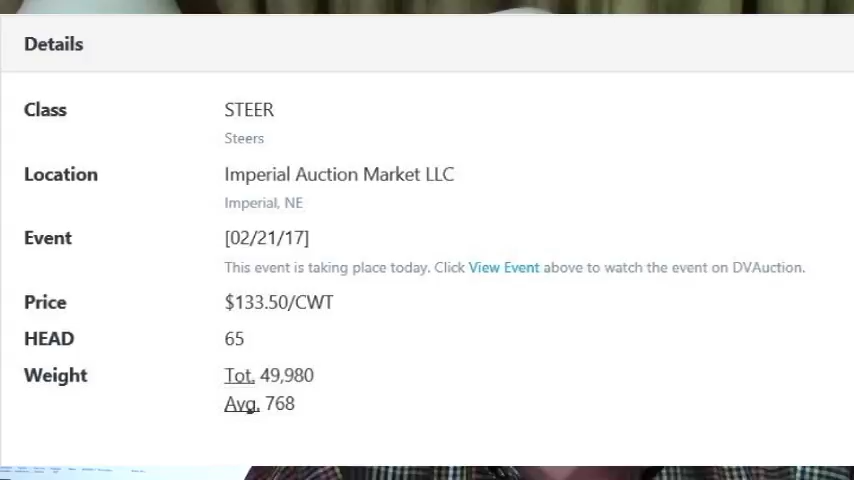 Details
Class STEER
Steers
Location Imperial Auction Market LLC
Imperial, NE
Event [02/21/17]
This event is taking place today. Click View Event above to watch the event on DVAuction.
Price $133.50/CWT
HEAD 65
Weight Tot. 49,980
Avg. 768